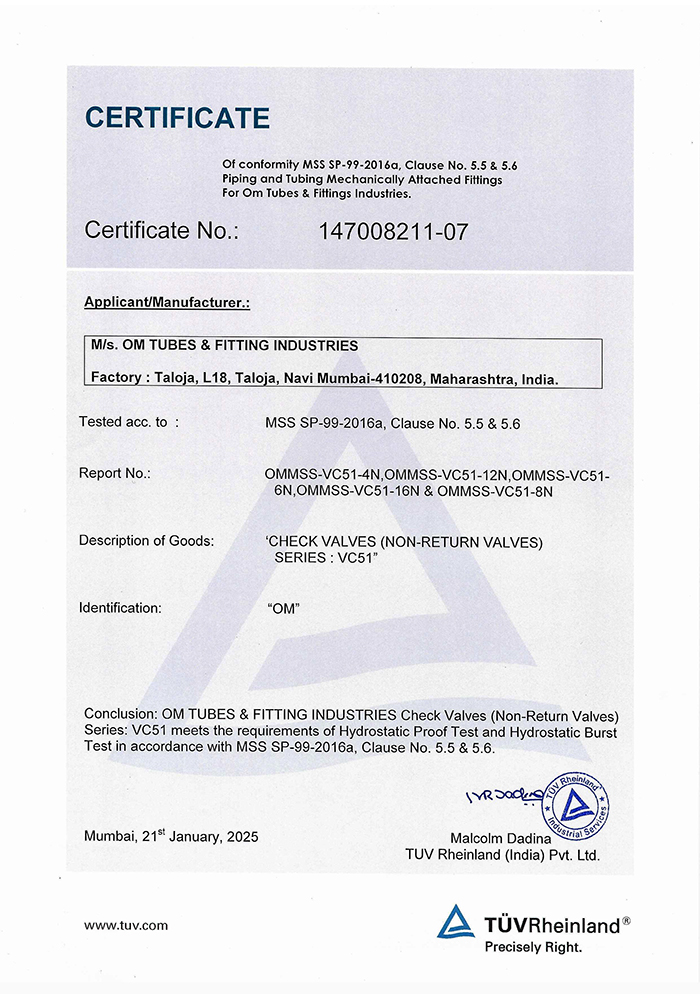 CERTIFICATE
Of conformity MSS SP-99-2016a, Clause No. 5.5 & 5.6
Piping and Tubing Mechanically Attached Fittings
For Om Tubes & Fittings Industries.
Certificate No.: 147008211-07
Applicant/Manufacturer.:
M/s. OM TUBES & FITTING INDUSTRIES
Factory : Taloja, L18, Taloja, Navi Mumbai-410208, Maharashtra, India.
Tested acc. to : MSS SP-99-2016a, Clause No. 5.5 & 5.6
Report No.: OMMSS-VC51-4N,OMMSS-VC51-12N,OMMSS-VC51-
6N,OMMSS-VC51-16N & OMMSS-VC51-8N
Description of Goods: ‘CHECK VALVES (NON-RETURN VALVES)
SERIES : VC51”
Identification: “OM”
Conclusion: OM TUBES & FITTING INDUSTRIES Check Valves (Non-Return Valves)
Series: VC51 meets the requirements of Hydrostatic Proof Test and Hydrostatic Burst
Test in accordance with MSS SP-99-2016a, Clause No. 5.5 & 5.6.
TÜV Rheinland
Industrial Services
Mumbai, 21st January, 2025
Malcolm Dadina
TUV Rheinland (India) Pvt. Ltd.
www.tuv.com
TÜVRheinland®
Precisely Right.